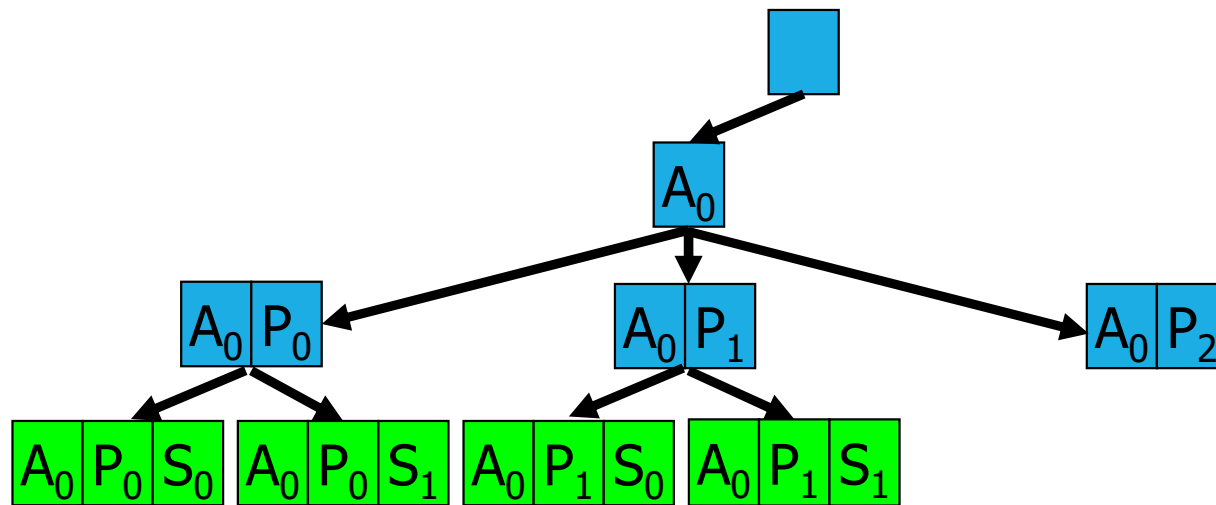 A₀
A₀ P₀
A₀ P₁
A₀ P₂
A₀ P₀ S₀
A₀ P₀ S₁
A₀ P₁ S₀
A₀ P₁ S₁